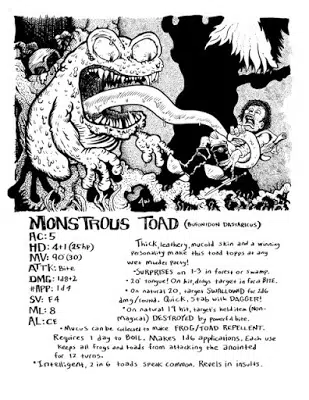 MONSTROUS TOAD (BUFONIDON DASTARICUS)
AC: 5
HD: 4+1 (25hp)
MV: 90'(30)
ATTK: Bite
DMG: 1d8+2
#APP: 1d4
SV: F4
ML: 8
AL: CE
Thick, leathery, mucoid skin and a winning
personality make this toad topps at any
wet murder party!
•SURPRISES on 1-3 in forest or swamp.
•20' tongue! On hit, drags target in for a BITE.
•On natural 20, target SWALLOWED for 1d6
dmg/round. Quick, Stab with DAGGER!
•On natural 19 hit, target's held item (Non-
Magical) DESTROYED by powerful bite.
•Mucus can be collected to make FROG/TOAD REPELLENT.
Requires 1 day to BOIL. Makes 1d6 applications. Each use
keeps all frogs and toads from attacking the anointed
for 12 turns.
•Intelligent, 2 in 6 toads speak Common. Revels in insults.